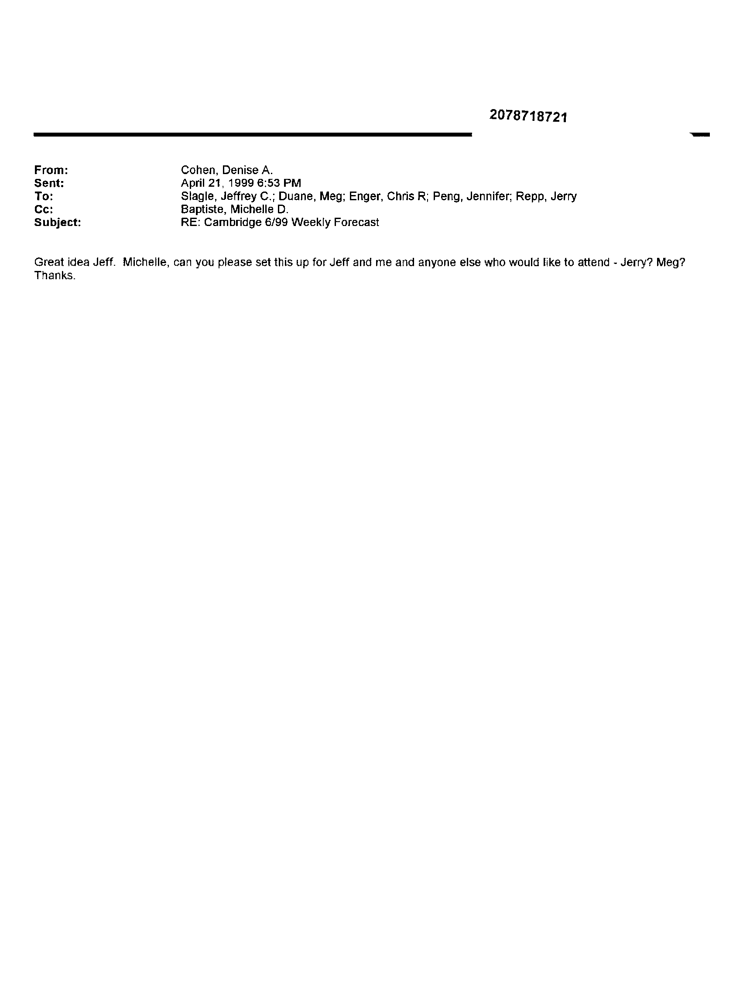 2078718721
From: Cohen, Denise A.
Sent: April 21, 1999 6:53 PM
To: Slagle, Jeffrey C.; Duane, Meg; Enger, Chris R; Peng, Jennifer; Repp, Jerry
Cc: Baptiste, Michelle D.
Subject: RE: Cambridge 6/99 Weekly Forecast
Great idea Jeff. Michelle, can you please set this up for Jeff and me and anyone else who would like to attend - Jerry? Meg?
Thanks.